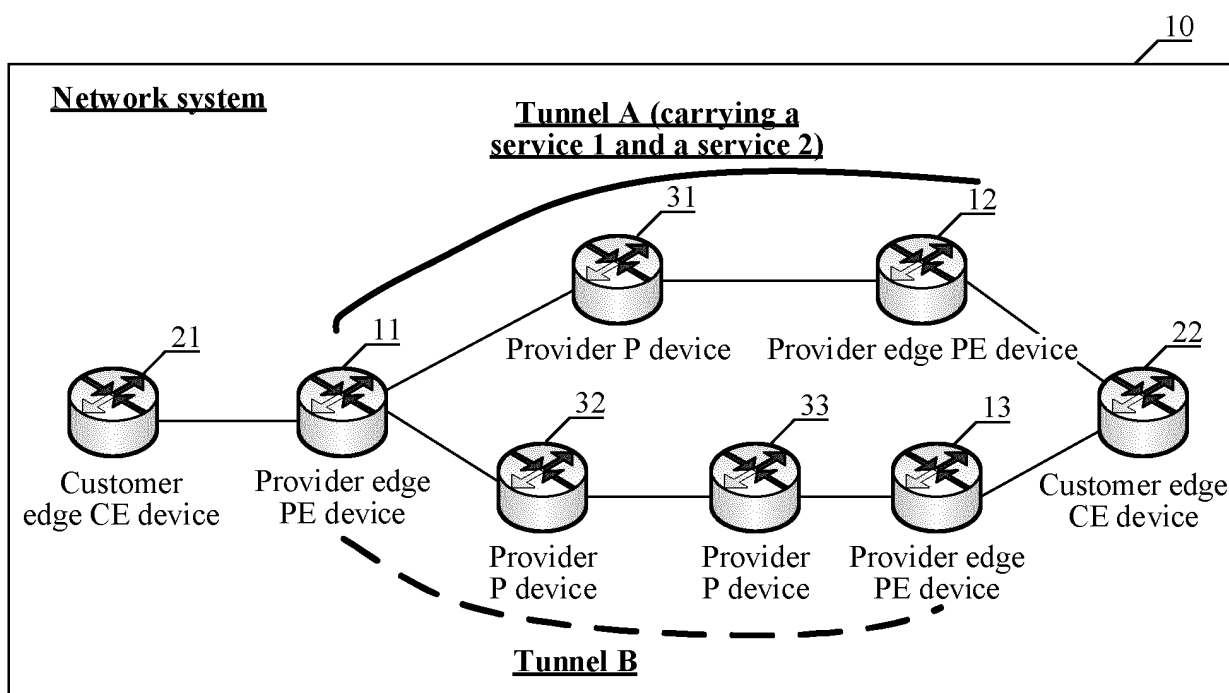 10
Network system
Tunnel A (carrying a
service 1 and a service 2)
31
12
Provider P device
Provider edge PE device
21
11
22
Customer
edge CE device
Provider edge
PE device
32
33
13
Customer edge
CE device
Provider
P device
Provider
P device
Provider edge
PE device
Tunnel B